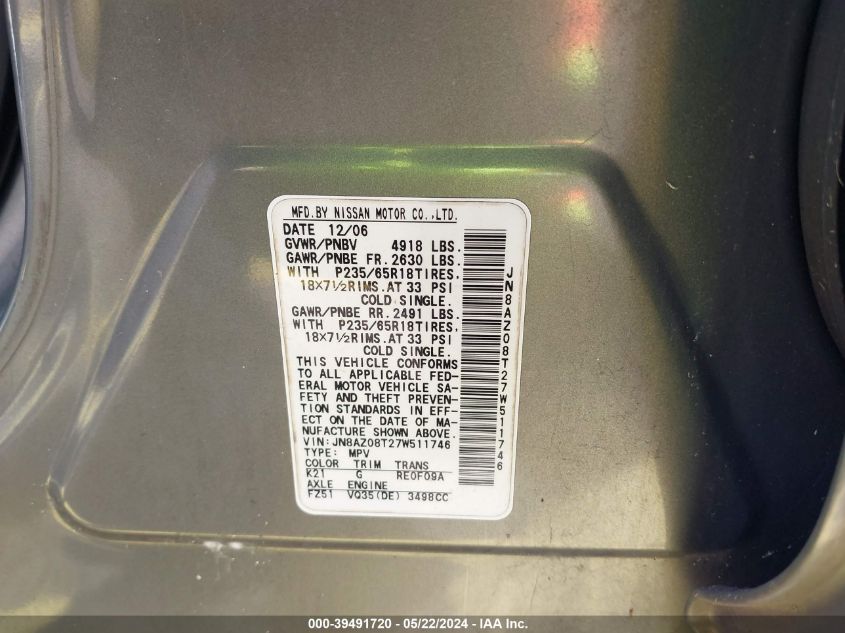 MFD.BY NISSAN MOTOR CO.,LTD.
DATE 12/06
GVWR/PNBV 4918 LBS.
GAWR/PNBE FR.2630 LBS.
WITH P235/65R18TIRES.
18X7½RIMS.AT 33 PSI
COLD SINGLE.
GAWR/PNBE RR.2491 LBS.
WITH P235/65R18TIRES.
18X7½RIMS.AT 33 PSI
COLD SINGLE.
THIS VEHICLE CONFORMS
TO ALL APPLICABLE FED-
ERAL MOTOR VEHICLE SA-
FETY AND THEFT PREVEN-
TION STANDARDS IN EFF-
ECT ON THE DATE OF MA-
NUFACTURE SHOWN ABOVE.
VIN:JN8AZ08T27W511746
TYPE: MPV
COLOR TRIM TRANS
K21 G RE0F09A
AXLE ENGINE
FZ51 VQ35(DE) 3498CC
JN8AZ08T27W511746
000-39491720 - 05/22/2024 - IAA Inc.